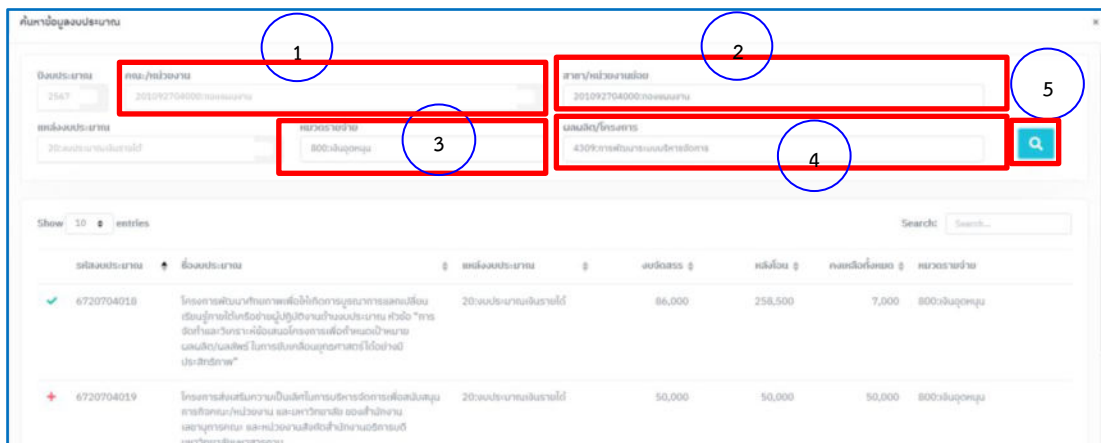 ค้นหาข้อมูลงบประมาณ ×
1 2 5
ปีงบประมาณ คณะ/หน่วยงาน สาขา/หน่วยงานย่อย
2567 201092704000:กองแผนงาน 201092704000:กองแผนงาน
แหล่งงบประมาณ หมวดรายจ่าย ผลผลิต/โครงการ
20:งบประมาณเงินรายได้ 800:เงินอุดหนุน 3 4309:การพัฒนาระบบบริหารจัดการ 4
Show 10 entries Search: Search...
รหัสงบประมาณ ชื่องบประมาณ แหล่งงบประมาณ งบจัดสรร หลังโอน คงเหลือทั้งหมด หมวดรายจ่าย
6720704018 โครงการพัฒนาศักยภาพเพื่อให้เกิดการบูรณาการแลกเปลี่ยน 20:งบประมาณเงินรายได้ 86,000 258,500 7,000 800:เงินอุดหนุน
เรียนรู้ภายใต้เครือข่ายผู้ปฏิบัติงานด้านงบประมาณ หัวข้อ "การ
จัดทำและวิเคราะห์ข้อเสนอโครงการเพื่อกำหนดเป้าหมาย
ผลผลิต/ผลลัพธ์ ในการขับเคลื่อนยุทธศาสตร์ได้อย่างมี
ประสิทธิภาพ"
6720704019 โครงการส่งเสริมความเป็นเลิศในการบริหารจัดการเพื่อสนับสนุน 20:งบประมาณเงินรายได้ 50,000 50,000 50,000 800:เงินอุดหนุน
ภารกิจคณะ/หน่วยงาน และมหาวิทยาลัย ของสำนักงาน
เลขานุการคณะ และหน่วยงานสังกัดสำนักงานอธิการบดี